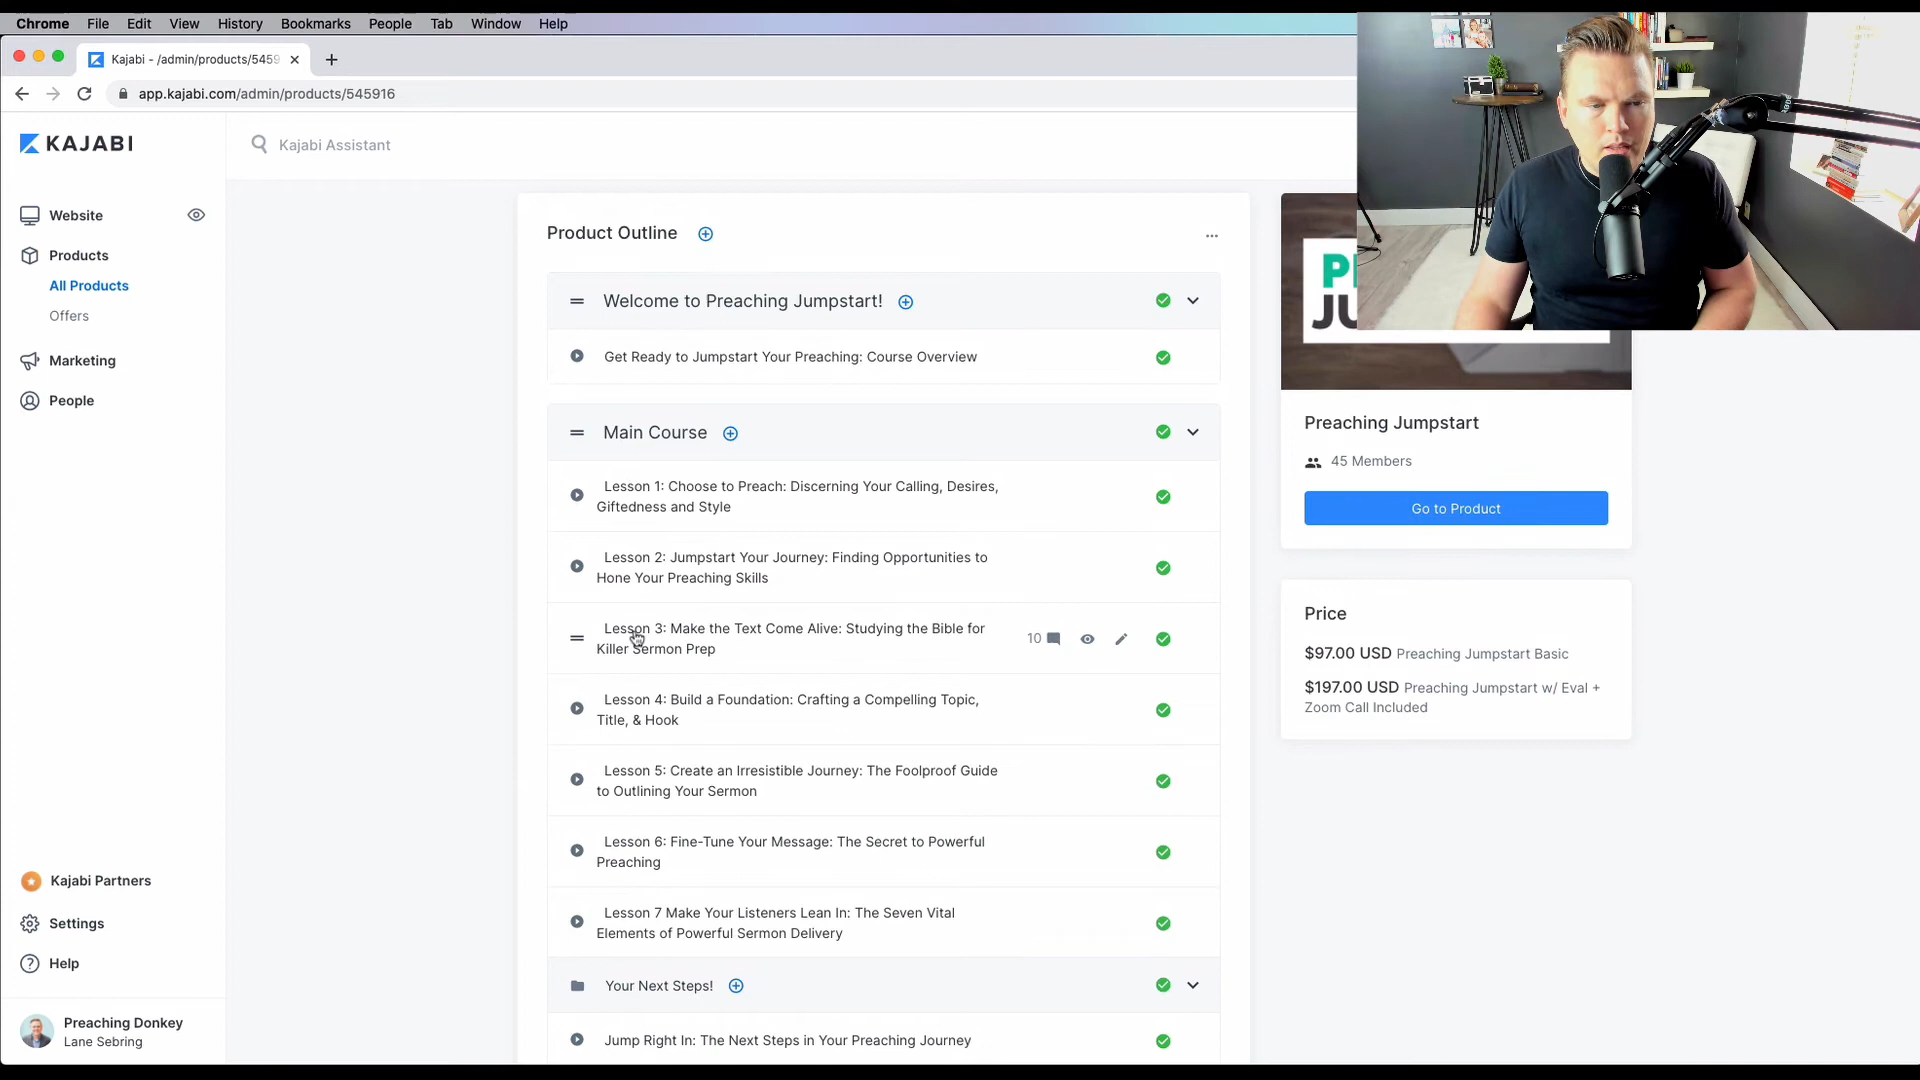 Chrome File Edit View History Bookmarks People Tab Window Help
Kajabi - /admin/products/5459
app.kajabi.com/admin/products/545916
KAJABI
Kajabi Assistant
Website
Products
All Products
Offers
Marketing
People
Kajabi Partners
Settings
Help
Preaching Donkey
Lane Sebring
Product Outline
Welcome to Preaching Jumpstart!
Get Ready to Jumpstart Your Preaching: Course Overview
Main Course
Lesson 1: Choose to Preach: Discerning Your Calling, Desires,
Giftedness and Style
Lesson 2: Jumpstart Your Journey: Finding Opportunities to
Hone Your Preaching Skills
Lesson 3: Make the Text Come Alive: Studying the Bible for
Killer Sermon Prep
10
Lesson 4: Build a Foundation: Crafting a Compelling Topic,
Title, & Hook
Lesson 5: Create an Irresistible Journey: The Foolproof Guide
to Outlining Your Sermon
Lesson 6: Fine-Tune Your Message: The Secret to Powerful
Preaching
Lesson 7 Make Your Listeners Lean In: The Seven Vital
Elements of Powerful Sermon Delivery
Your Next Steps!
Jump Right In: The Next Steps in Your Preaching Journey
Preaching Jumpstart
45 Members
Go to Product
Price
$97.00 USD Preaching Jumpstart Basic
$197.00 USD Preaching Jumpstart w/ Eval +
Zoom Call Included